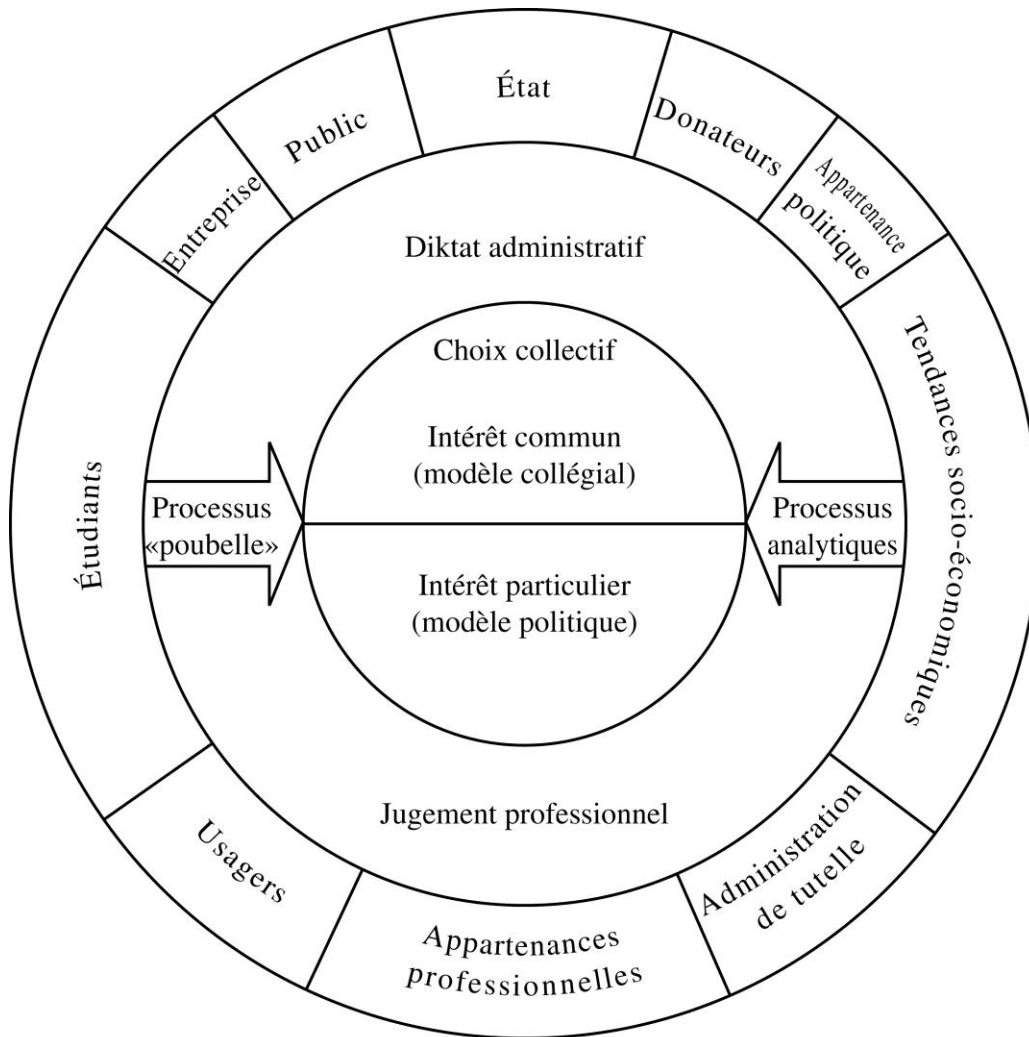 État
Public
Donateurs
Entreprise
Appartenance
politique
Diktat administratif
Tendances socio-économiques
Choix collectif
Intérêt commun
(modèle collégial)
Étudiants
Processus
«poubelle»
Processus
analytiques
Intérêt particulier
(modèle politique)
Jugement professionnel
Usagers
Administration
de tutelle
Appartenances
professionnelles